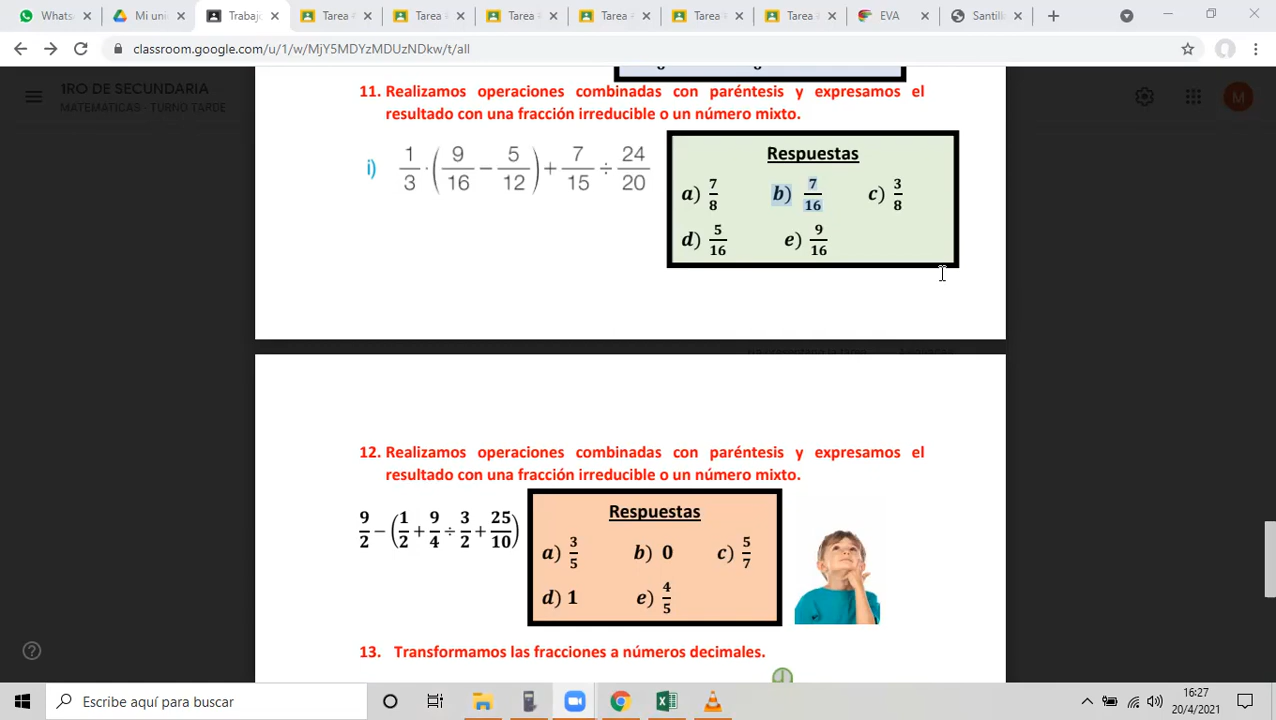 Whats
Mi uni
Trabajo
Tarea
Tarea
Tarea
Tarea
Tarea
Tarea
EVA
Santill
classroom.google.com/u/1/w/MjY5MDYzMDUzNDkw/t/all
1RO DE SECUNDARIA
MATEMATICAS - TURNO TARDE
M
11. Realizamos operaciones combinadas con paréntesis y expresamos el
resultado con una fracción irreducible o un número mixto.
i) 1/3 · (9/16 − 5/12) + 7/15 ÷ 24/20
Respuestas
a) 7/8 b) 7/16 c) 3/8
d) 5/16 e) 9/16
12. Realizamos operaciones combinadas con paréntesis y expresamos el
resultado con una fracción irreducible o un número mixto.
9/2 − (1/2 + 9/4 ÷ 3/2 + 25/10)
Respuestas
a) 3/5 b) 0 c) 5/7
d) 1 e) 4/5
13. Transformamos las fracciones a números decimales.
Escribe aquí para buscar
16:27
20/4/2021